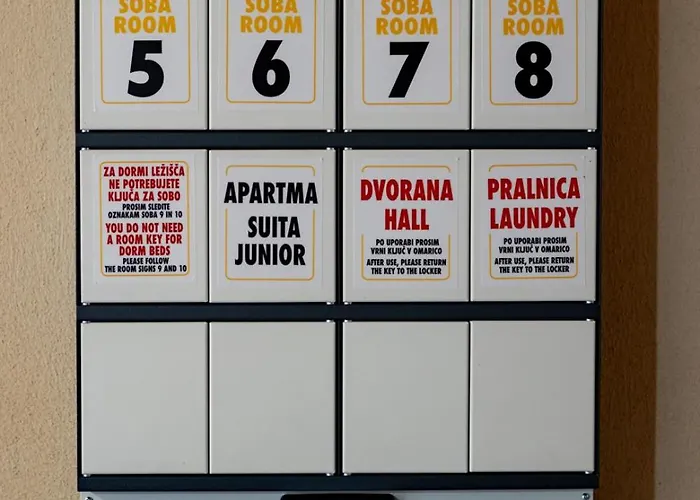 SOBA
ROOM
5
SOBA
ROOM
6
SOBA
ROOM
7
SOBA
ROOM
8
ZA DORMI LEŽIŠČA
NE POTREBUJETE
KLJUČA ZA SOBO
PROSIM SLEDITE
OZNAKAM SOBA 9 IN 10
YOU DO NOT NEED
A ROOM KEY FOR
DORM BEDS
PLEASE FOLLOW
THE ROOM SIGNS 9 AND 10
APARTMA
SUITA
JUNIOR
DVORANA
HALL
PO UPORABI PROSIM
VRNI KLJUČ V OMARICO
AFTER USE, PLEASE RETURN
THE KEY TO THE LOCKER
PRALNICA
LAUNDRY
PO UPORABI PROSIM
VRNI KLJUČ V OMARICO
AFTER USE, PLEASE RETURN
THE KEY TO THE LOCKER